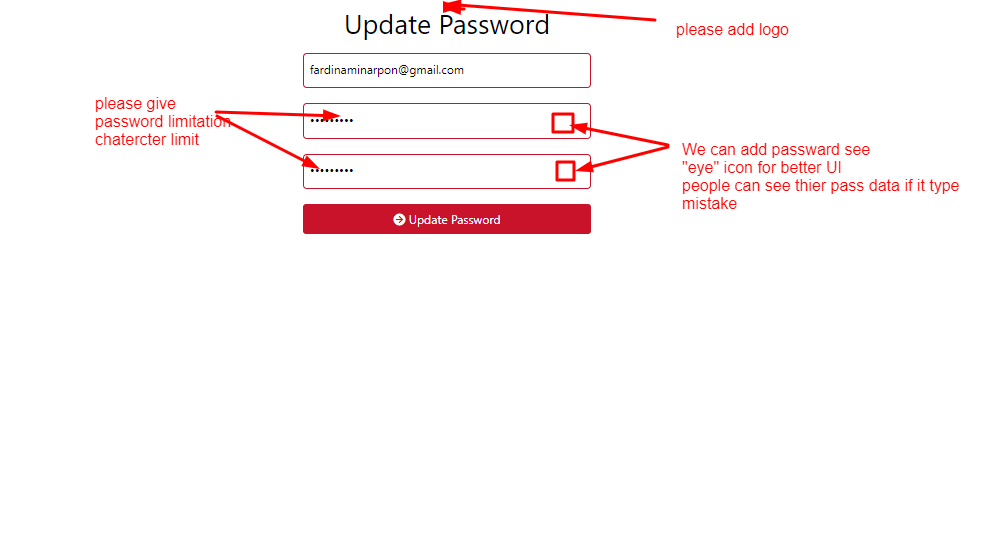 Update Password
please add logo
fardinaminarpon@gmail.com
please give
password limitation
chatercter limit
•••••••••
We can add passward see
"eye" icon for better UI
people can see thier pass data if it type
mistake
•••••••••
Update Password